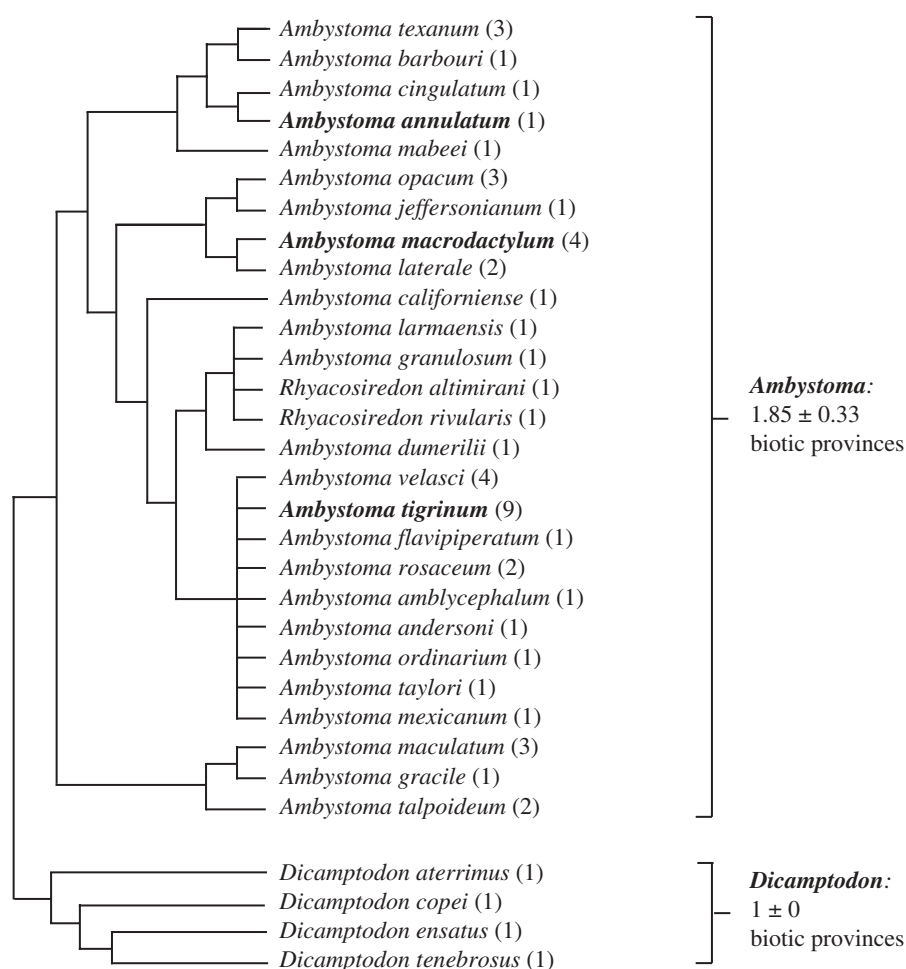 Ambystoma texanum (3)
Ambystoma barbouri (1)
Ambystoma cingulatum (1)
Ambystoma annulatum (1)
Ambystoma mabeei (1)
Ambystoma opacum (3)
Ambystoma jeffersonianum (1)
Ambystoma macrodactylum (4)
Ambystoma laterale (2)
Ambystoma californiense (1)
Ambystoma larmaensis (1)
Ambystoma granulosum (1)
Rhyacosiredon altimirani (1)
Rhyacosiredon rivularis (1)
Ambystoma dumerilii (1)
Ambystoma velasci (4)
Ambystoma tigrinum (9)
Ambystoma flavipiperatum (1)
Ambystoma rosaceum (2)
Ambystoma amblycephalum (1)
Ambystoma andersoni (1)
Ambystoma ordinarium (1)
Ambystoma taylori (1)
Ambystoma mexicanum (1)
Ambystoma maculatum (3)
Ambystoma gracile (1)
Ambystoma talpoideum (2)
Ambystoma:
1.85 ± 0.33
biotic provinces
Dicamptodon aterrimus (1)
Dicamptodon copei (1)
Dicamptodon ensatus (1)
Dicamptodon tenebrosus (1)
Dicamptodon:
1 ± 0
biotic provinces